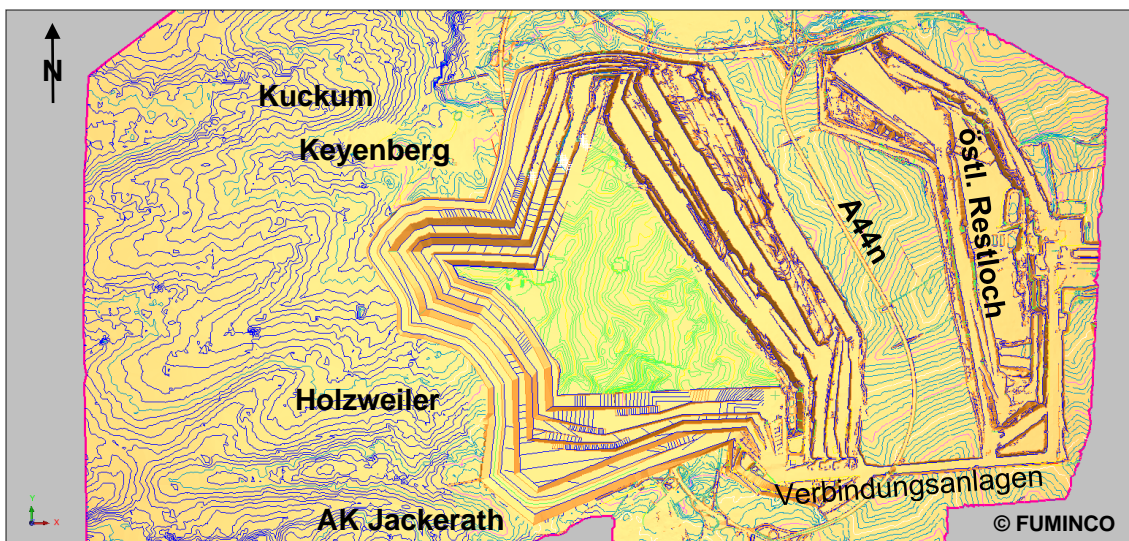 N
Kuckum
Keyenberg
östl. Restloch
A44n
Holzweiler
Verbindungsanlagen
AK Jackerath
© FUMINCO
Y
X